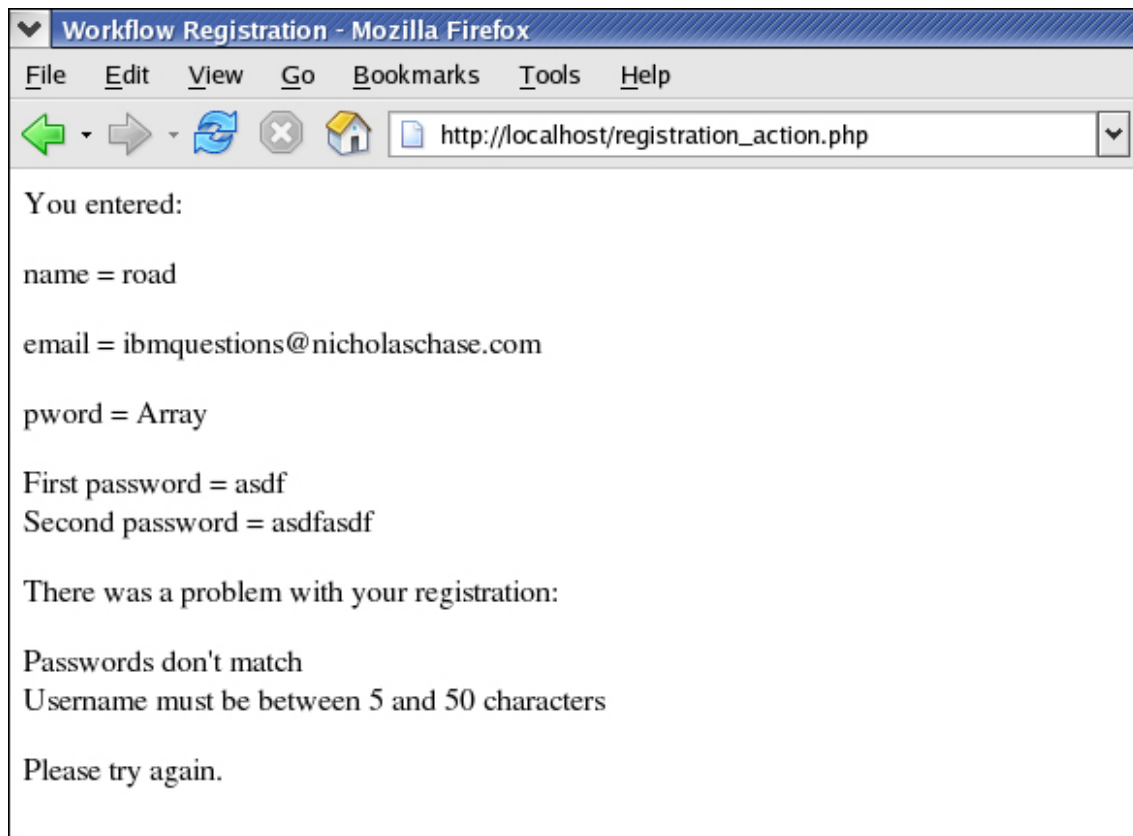 Workflow Registration - Mozilla Firefox
File Edit View Go Bookmarks Tools Help
http://localhost/registration_action.php
You entered:
name = road
email = ibmquestions@nicholaschase.com
pword = Array
First password = asdf
Second password = asdfasdf
There was a problem with your registration:
Passwords don't match
Username must be between 5 and 50 characters
Please try again.